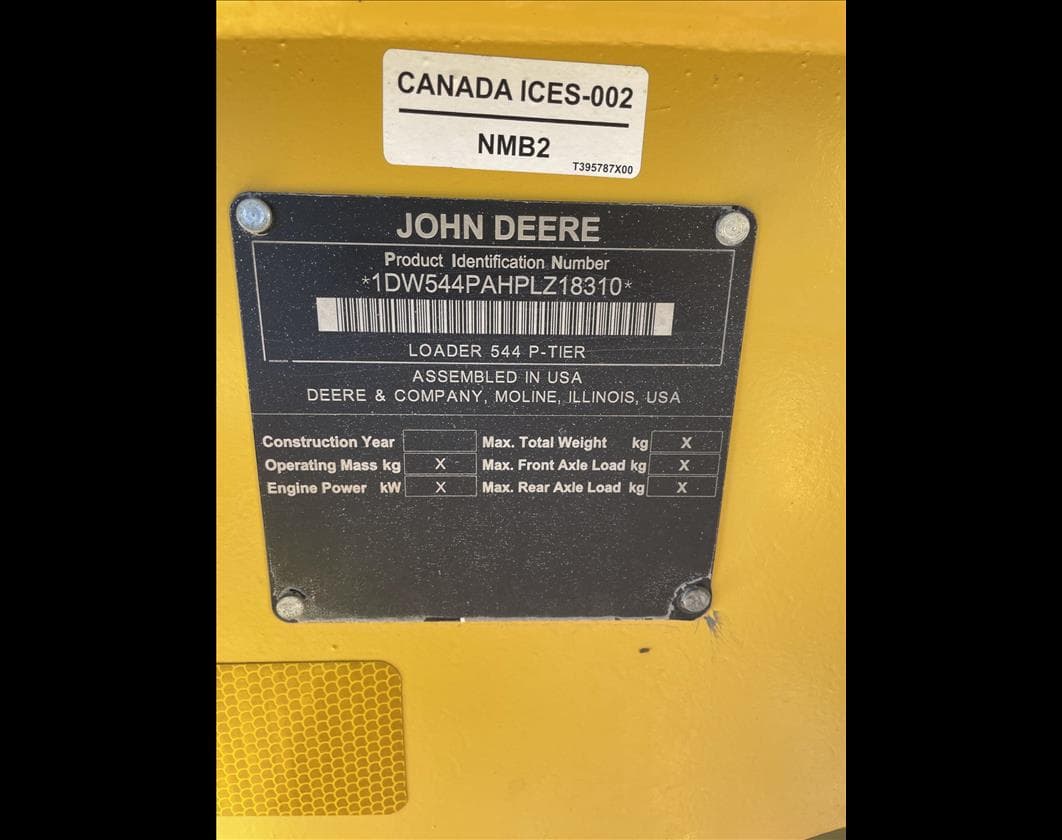 CANADA ICES-002
NMB2
T395787X00
JOHN DEERE
Product Identification Number
*1DW544PAHPLZ18310*
LOADER 544 P-TIER
ASSEMBLED IN USA
DEERE & COMPANY, MOLINE, ILLINOIS, USA
Construction Year Max. Total Weight kg X
Operating Mass kg X Max. Front Axle Load kg X
Engine Power kW X Max. Rear Axle Load kg X